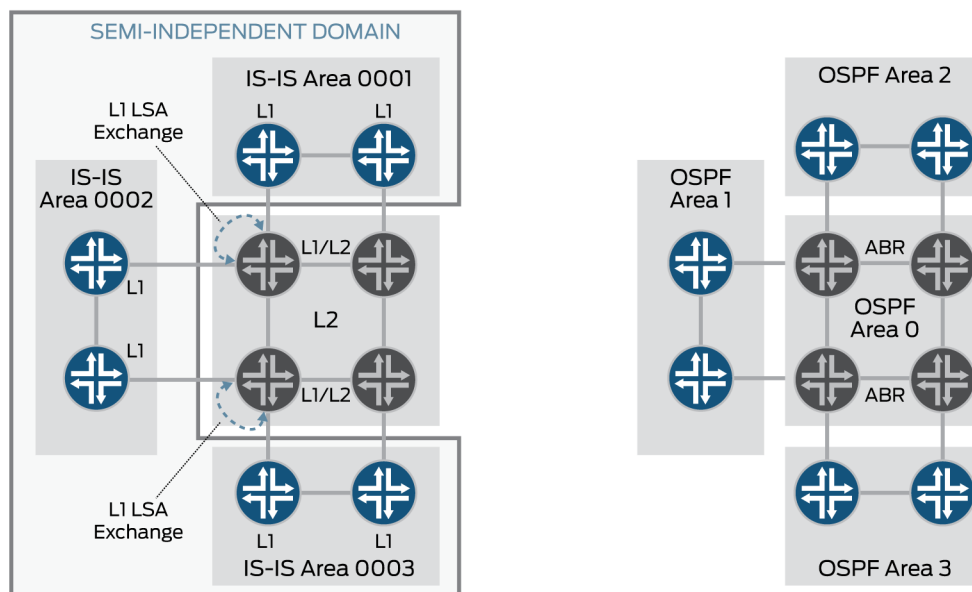 SEMI-INDEPENDENT DOMAIN
IS-IS Area 0001
L1 L1
L1 LSA
Exchange
IS-IS
Area 0002
L1/L2
L1
L2
L1
L1/L2
L1 LSA
Exchange
L1 L1
IS-IS Area 0003
OSPF Area 2
OSPF
Area 1
ABR
OSPF
Area 0
ABR
OSPF Area 3